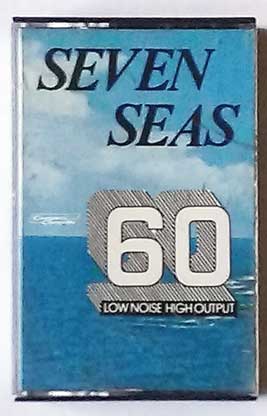 SEVEN
SEAS
60
LOW NOISE HIGH OUTPUT